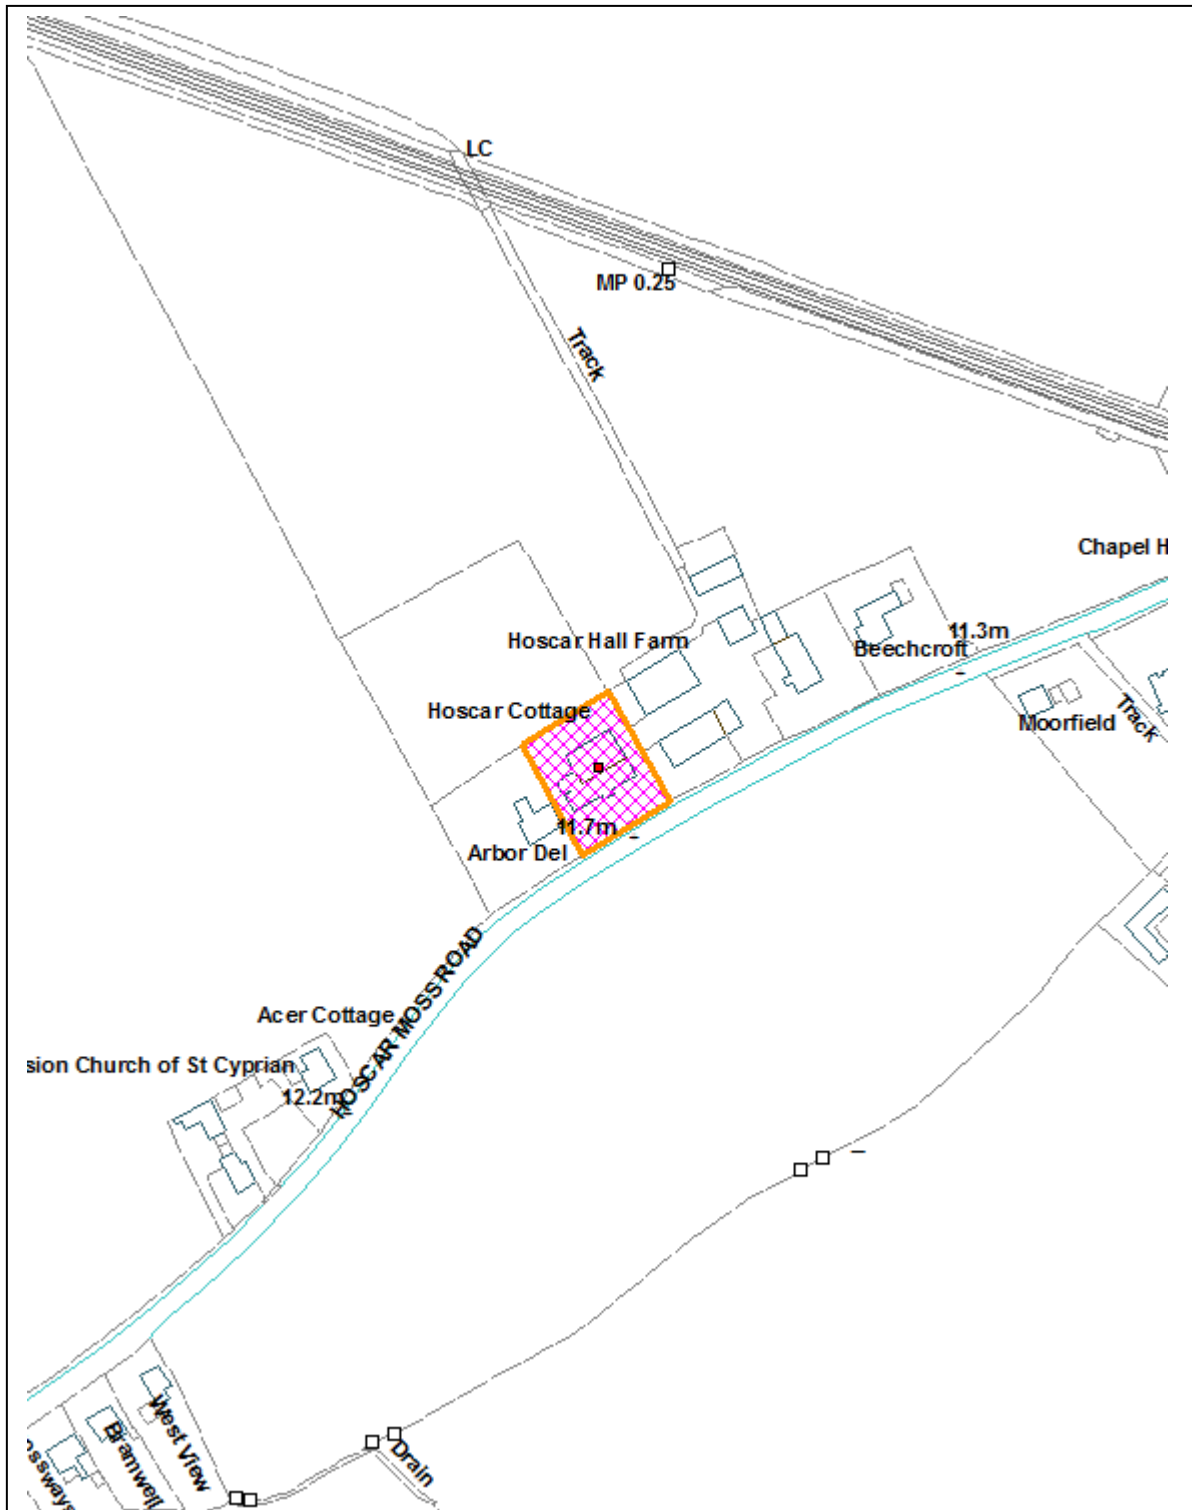 LC
MP 0.25
Track
Chapel H
11.3m
Hoscar Hall Farm
Beechcroft
Hoscar Cottage
Moorfield
Track
11.7m
Arbor Del
HOSCAR MOSS ROAD
Acer Cottage
sion Church of St Cyprian
12.2m
West View
Bramwell
ossways
Drain